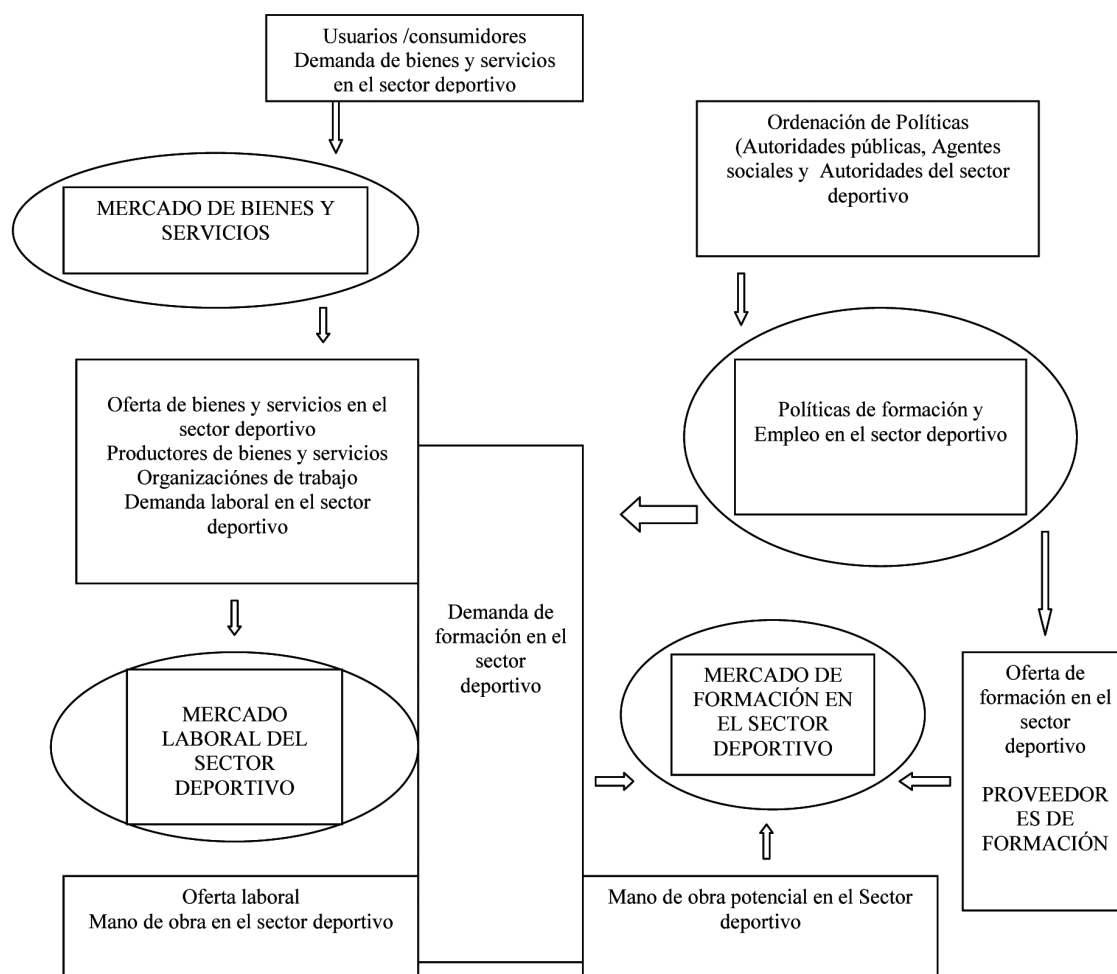 Usuarios /consumidores
Demanda de bienes y servicios
en el sector deportivo
Ordenación de Políticas
(Autoridades públicas, Agentes
sociales y  Autoridades del sector
deportivo
MERCADO DE BIENES Y
SERVICIOS
Oferta de bienes y servicios en el
sector deportivo
Productores de bienes y servicios
Organizaciónes de trabajo
Demanda laboral en el sector
deportivo
Políticas de formación y
Empleo en el sector deportivo
Demanda de
formación en el
sector
deportivo
MERCADO
LABORAL DEL
SECTOR
DEPORTIVO
MERCADO DE
FORMACIÓN EN
EL SECTOR
DEPORTIVO
Oferta de
formación en el
sector
deportivo
PROVEEDOR
ES DE
FORMACIÓN
Oferta laboral
Mano de obra en el sector deportivo
Mano de obra potencial en el Sector
deportivo